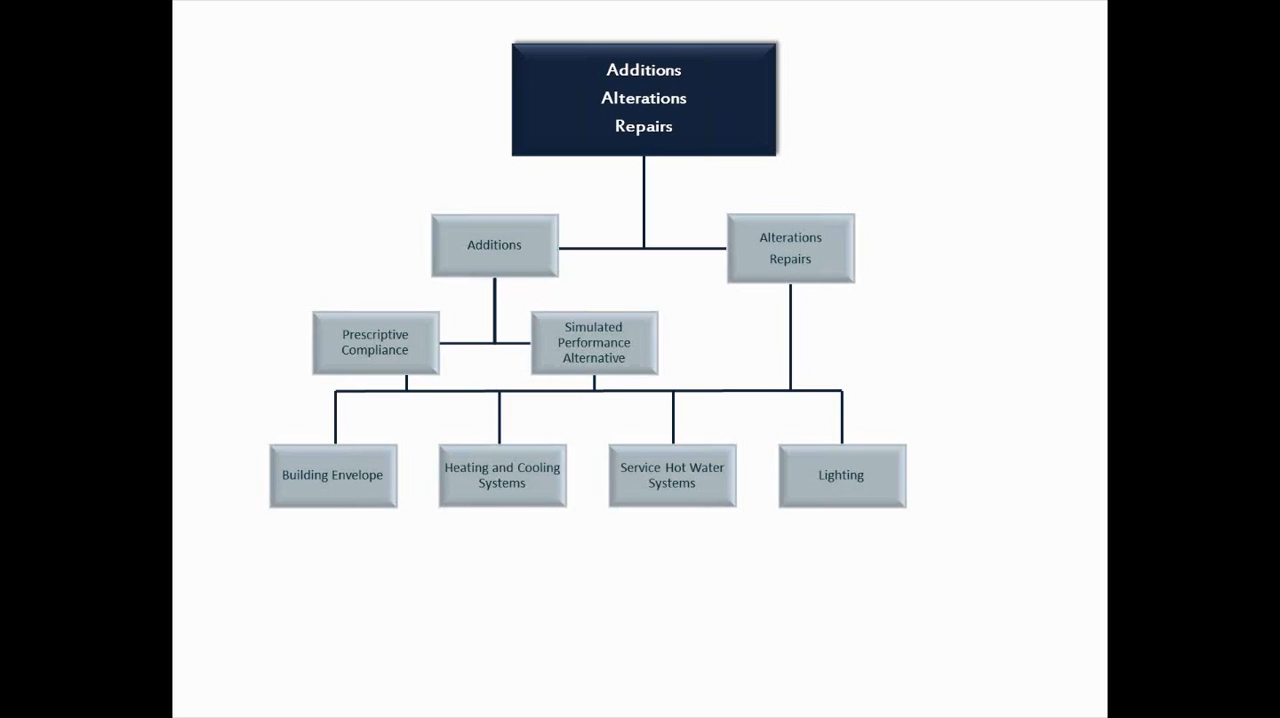 Additions
Alterations
Repairs
Additions
Alterations
Repairs
Prescriptive
Compliance
Simulated
Performance
Alternative
Building Envelope
Heating and Cooling
Systems
Service Hot Water
Systems
Lighting